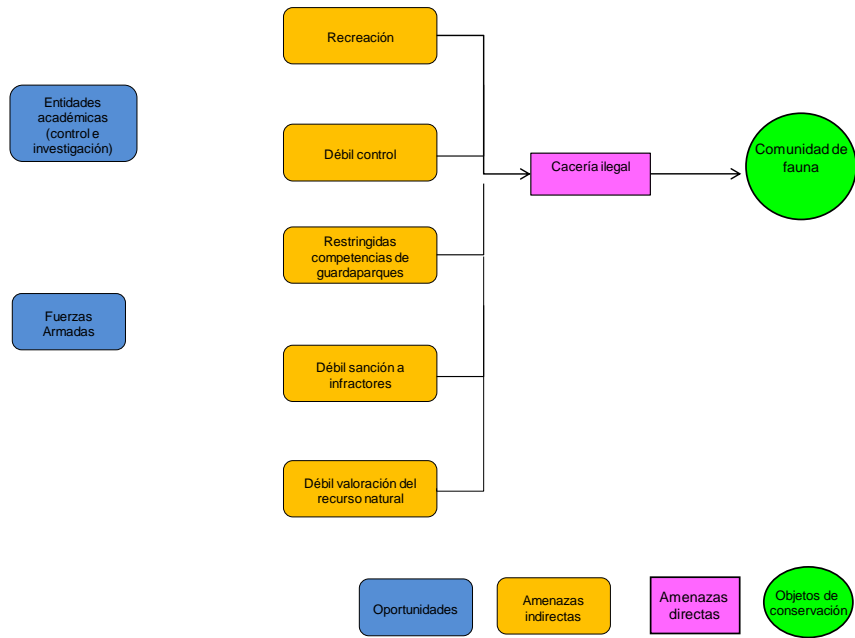 Recreación
Entidades
académicas
(control e
investigación)
Débil control
Cacería ilegal
Comunidad de
fauna
Restringidas
competencias de
guardaparques
Fuerzas
Armadas
Débil sanción a
infractores
Débil valoración del
recurso natural
Oportunidades
Amenazas
indirectas
Amenazas
directas
Objetos de
conservación